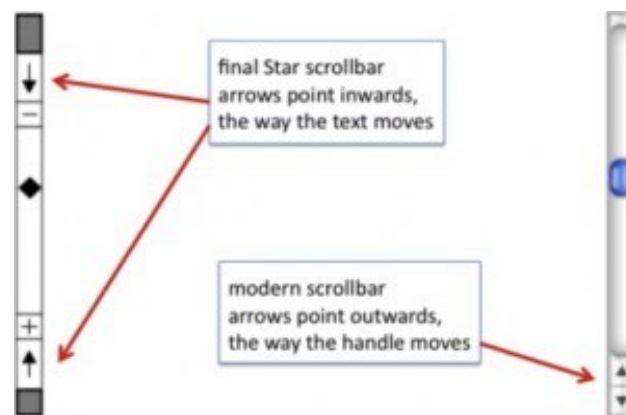 final Star scrollbar
arrows point inwards,
the way the text moves
modern scrollbar
arrows point outwards,
the way the handle moves